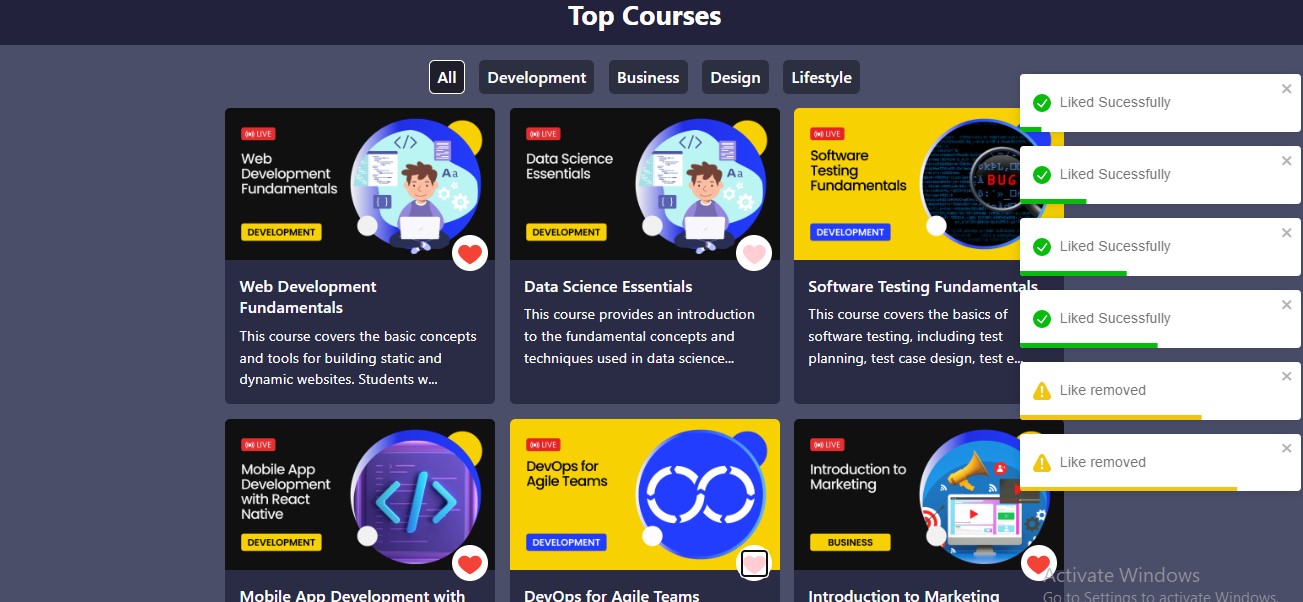 Top Courses
All
Development
Business
Design
Lifestyle
LIVE
Web
Development
Fundamentals
Aa
DEVELOPMENT
Web Development
Fundamentals
This course covers the basic concepts
and tools for building static and
dynamic websites. Students w...
LIVE
Data Science
Essentials
Aa
DEVELOPMENT
Data Science Essentials
This course provides an introduction
to the fundamental concepts and
techniques used in data science...
LIVE
Software
Testing
Fundamentals
BUG
DEVELOPMENT
Software Testing Fundamentals
This course covers the basics of
software testing, including test
planning, test case design, test e...
LIVE
Mobile App
Development
with React
Native
</>
DEVELOPMENT
Mobile App Development with
LIVE
DevOps for
Agile Teams
DEVELOPMENT
DevOps for Agile Teams
LIVE
Introduction to
Marketing
BUSINESS
Introduction to Marketing
Liked Sucessfully
Liked Sucessfully
Liked Sucessfully
Liked Sucessfully
Like removed
Like removed
Activate Windows
Go to Settings to activate Windows.